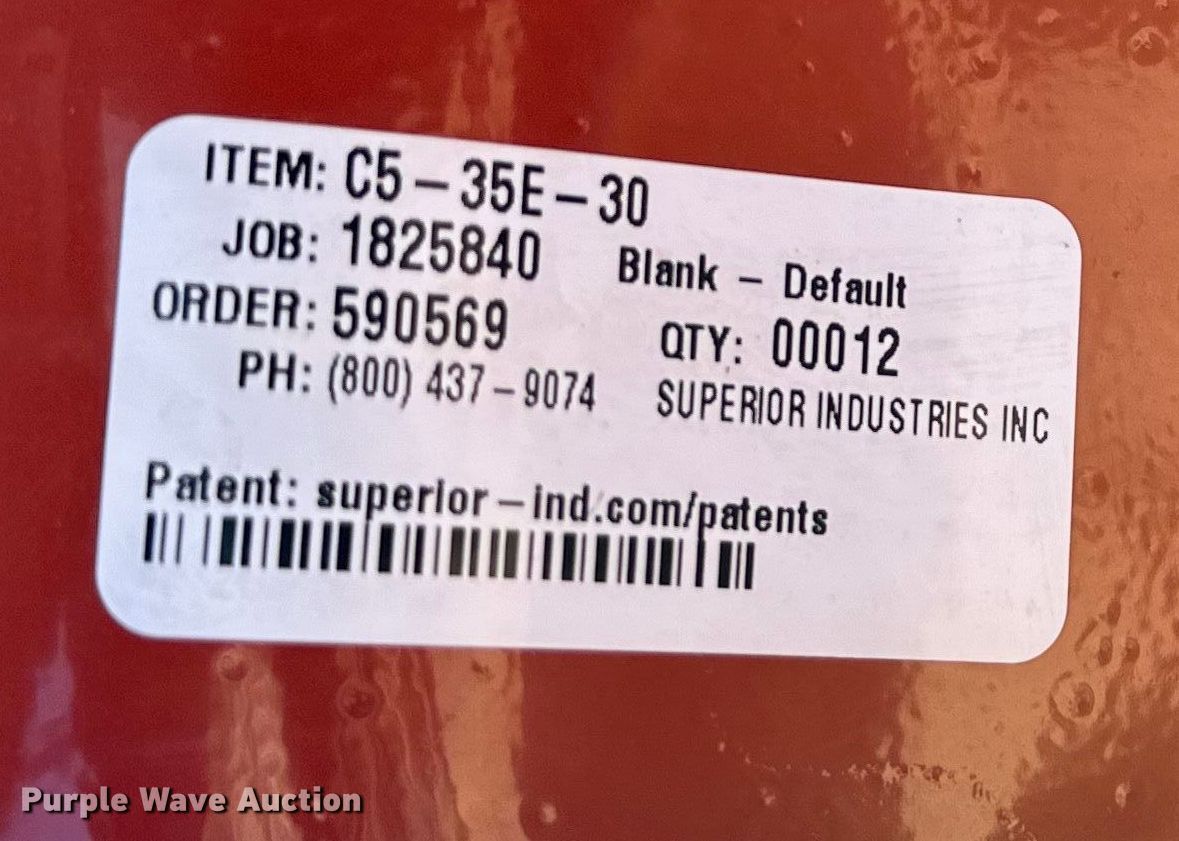 ITEM: C5-35E-30
JOB: 1825840 Blank - Default
ORDER: 590569 QTY: 00012
PH: (800) 437-9074 SUPERIOR INDUSTRIES INC
Patent: superior-ind.com/patents
Purple Wave Auction